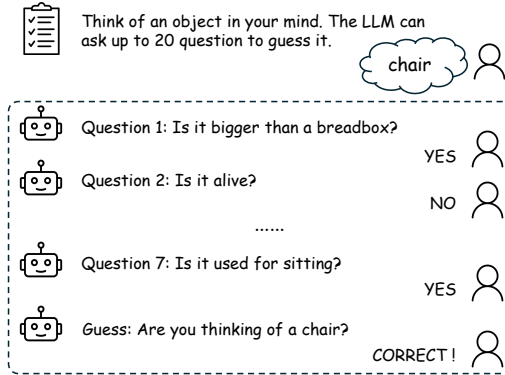 Think of an object in your mind. The LLM can
ask up to 20 question to guess it.
chair
Question 1: Is it bigger than a breadbox?
YES
Question 2: Is it alive?
NO
......
Question 7: Is it used for sitting?
YES
Guess: Are you thinking of a chair?
CORRECT !